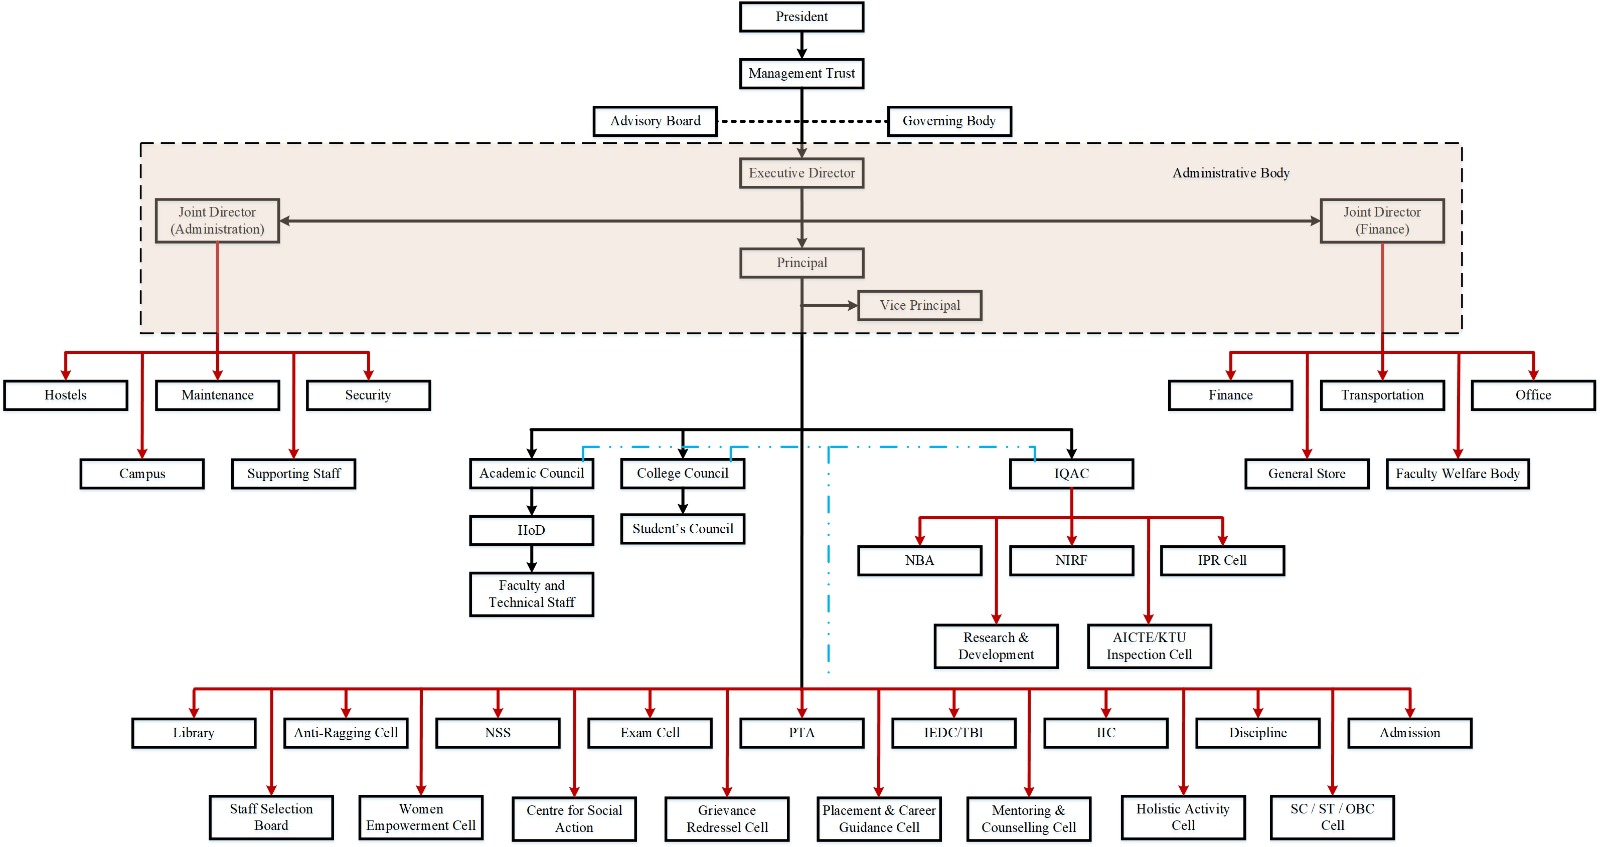 President
Management Trust
Advisory Board
Governing Body
Executive Director
Administrative Body
Joint Director
(Administration)
Joint Director
(Finance)
Principal
Vice Principal
Hostels
Maintenance
Security
Finance
Transportation
Office
Campus
Supporting Staff
Academic Council
College Council
IQAC
General Store
Faculty Welfare Body
HoD
Student's Council
NBA
NIRF
IPR Cell
Faculty and
Technical Staff
Research &
Development
AICTE/KTU
Inspection Cell
Library
Anti-Ragging Cell
NSS
Exam Cell
PTA
IEDC/TBI
IIC
Discipline
Admission
Staff Selection
Board
Women
Empowerment Cell
Centre for Social
Action
Grievance
Redressel Cell
Placement & Career
Guidance Cell
Mentoring &
Counselling Cell
Holistic Activity
Cell
SC / ST / OBC
Cell